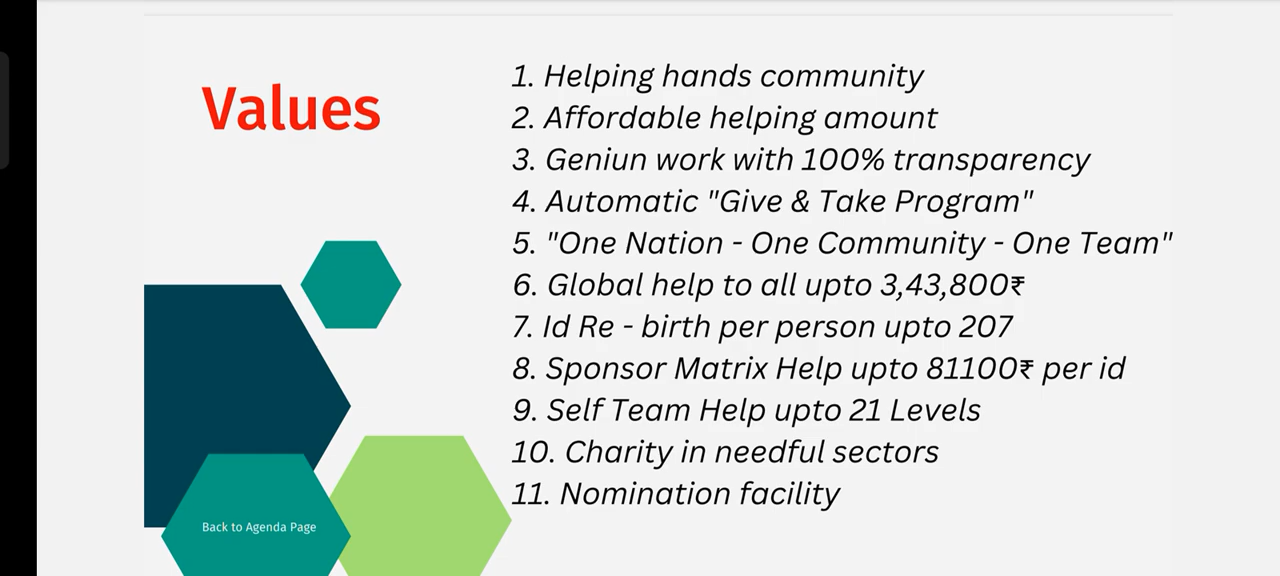 Values
1. Helping hands community
2. Affordable helping amount
3. Geniun work with 100% transparency
4. Automatic "Give & Take Program"
5. "One Nation - One Community - One Team"
6. Global help to all upto 3,43,800₹
7. Id Re - birth per person upto 207
8. Sponsor Matrix Help upto 81100₹ per id
9. Self Team Help upto 21 Levels
10. Charity in needful sectors
11. Nomination facility
Back to Agenda Page